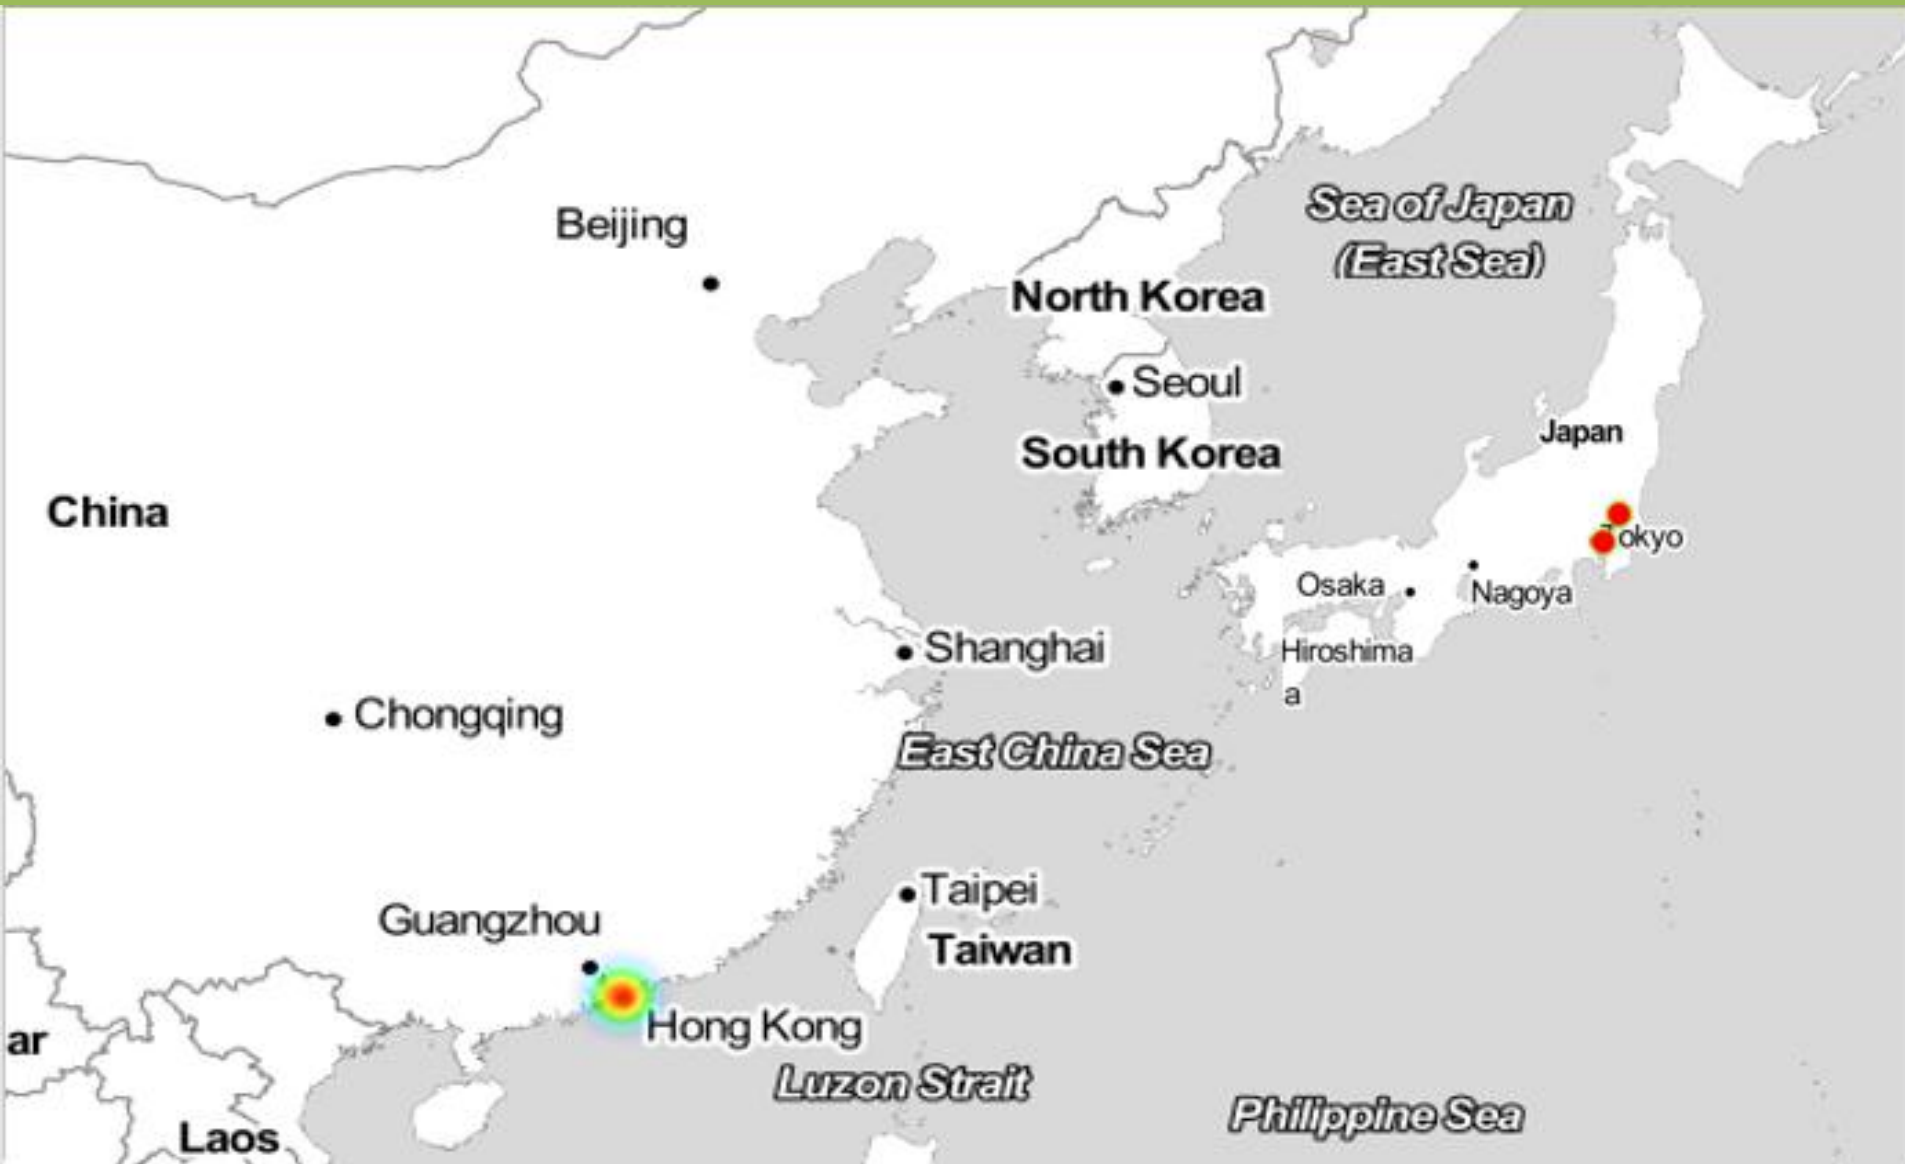 Beijing
Sea of Japan
(East Sea)
North Korea
Seoul
South Korea
Japan
China
okyo
Osaka
Nagoya
Shanghai
Hiroshima
a
Chongqing
East China Sea
Taipei
Guangzhou
Taiwan
Hong Kong
ar
Luzon Strait
Philippine Sea
Laos